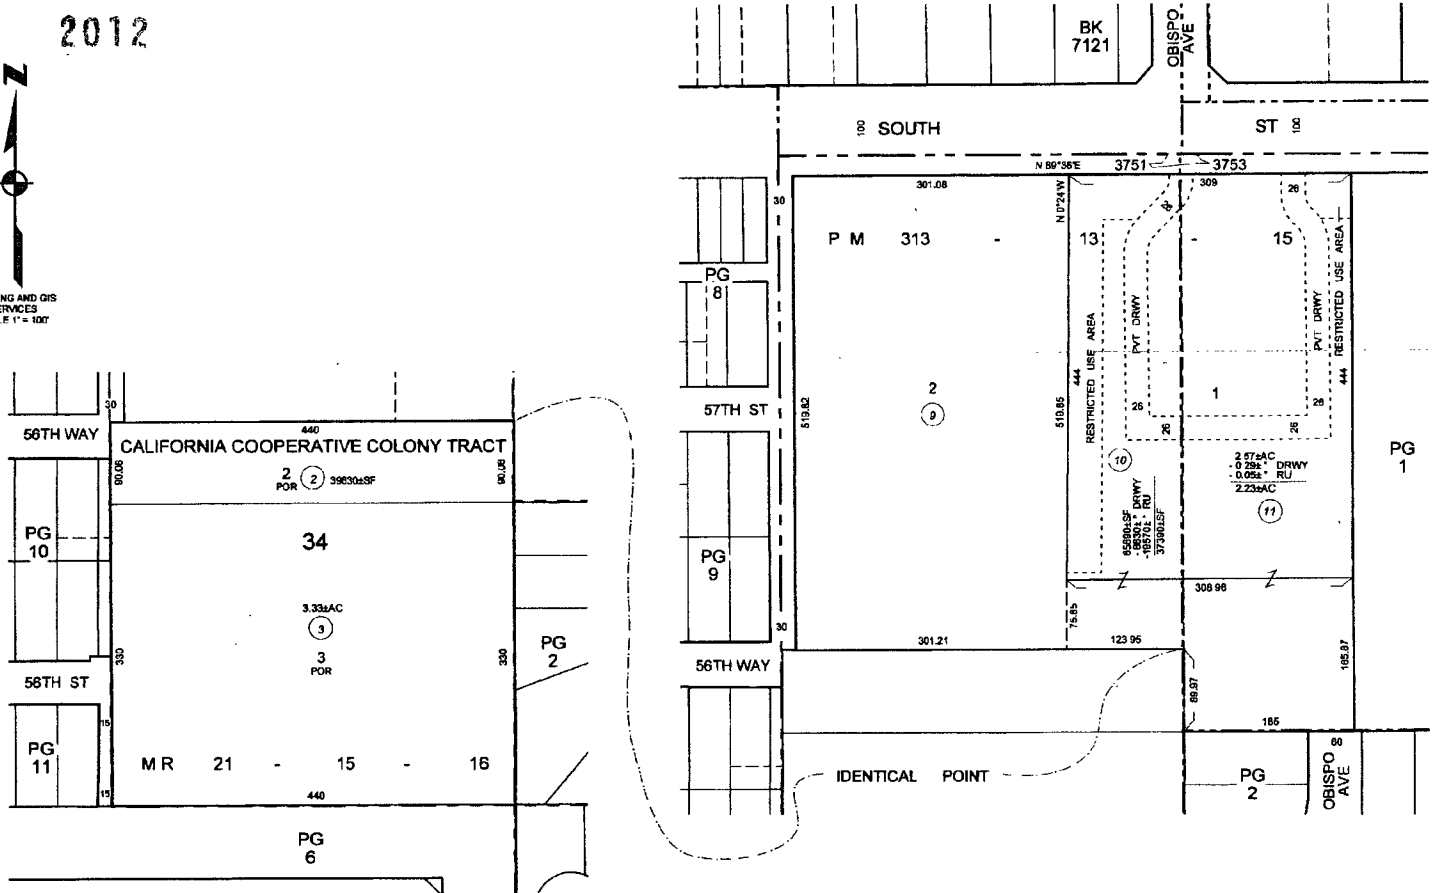 2012
Z
NG AND GIS
ERVICES
LE 1" = 100'
BK
7121
OBISPO
AVE
100 SOUTH
ST 100
N 89°36'E
3751
3753
301.08
309
30
N 0°24'W
26
P M 313 - 13 - 15
PG
8
PVT DRWY
PVT DRWY
RESTRICTED USE AREA
RESTRICTED USE AREA
444
444
57TH ST
519.82
519.85
2
9
1
26
26
26
26
10
2.57±AC
- 0.29± " DRWY
- 0.05± " RU
2.23±AC
11
65690±SF
- 8630± " DRWY
-19570± " RU
37390±SF
PG
1
PG
9
308.98
75.85
30
301.21
123.95
165.87
56TH WAY
89.97
185
60
IDENTICAL POINT
PG
2
OBISPO
AVE
30
56TH WAY
440
CALIFORNIA COOPERATIVE COLONY TRACT
90.08
2
POR
2
39630±SF
90.08
PG
10
34
3.33±AC
3
3
POR
330
330
PG
2
56TH ST
15
PG
11
M R 21 - 15 - 16
15
440
PG
6